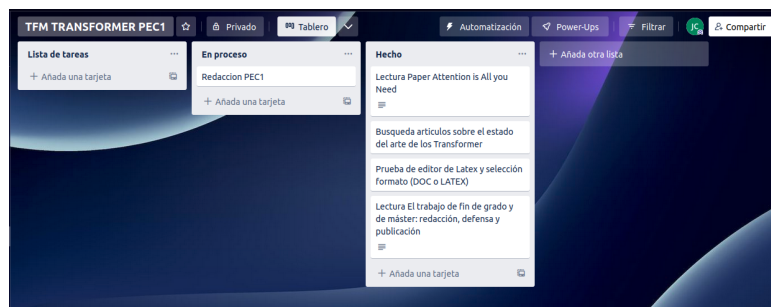 TFM TRANSFORMER PEC1
Privado
Tablero
Automatización
Power-Ups
Filtrar
JC
Compartir
Lista de tareas
+ Añada una tarjeta
En proceso
Redaccion PEC1
+ Añada una tarjeta
Hecho
Lectura Paper Attention is All you
Need
Busqueda articulos sobre el estado
del arte de los Transformer
Prueba de editor de Latex y selección
formato (DOC o LATEX)
Lectura El trabajo de fin de grado y
de máster: redacción, defensa y
publicación
+ Añada una tarjeta
+ Añada otra lista